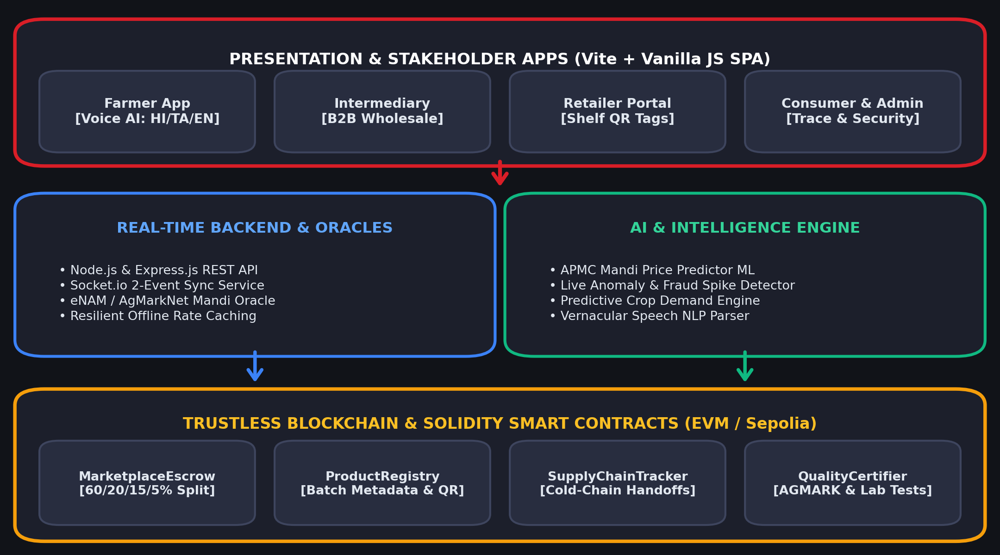 PRESENTATION & STAKEHOLDER APPS (Vite + Vanilla JS SPA)
Farmer App
[Voice AI: HI/TA/EN]
Intermediary
[B2B Wholesale]
Retailer Portal
[Shelf QR Tags]
Consumer & Admin
[Trace & Security]
REAL-TIME BACKEND & ORACLES
• Node.js & Express.js REST API
• Socket.io 2-Event Sync Service
• eNAM / AgMarkNet Mandi Oracle
• Resilient Offline Rate Caching
AI & INTELLIGENCE ENGINE
• APMC Mandi Price Predictor ML
• Live Anomaly & Fraud Spike Detector
• Predictive Crop Demand Engine
• Vernacular Speech NLP Parser
TRUSTLESS BLOCKCHAIN & SOLIDITY SMART CONTRACTS (EVM / Sepolia)
MarketplaceEscrow
[60/20/15/5% Split]
ProductRegistry
[Batch Metadata & QR]
SupplyChainTracker
[Cold-Chain Handoffs]
QualityCertifier
[AGMARK & Lab Tests]